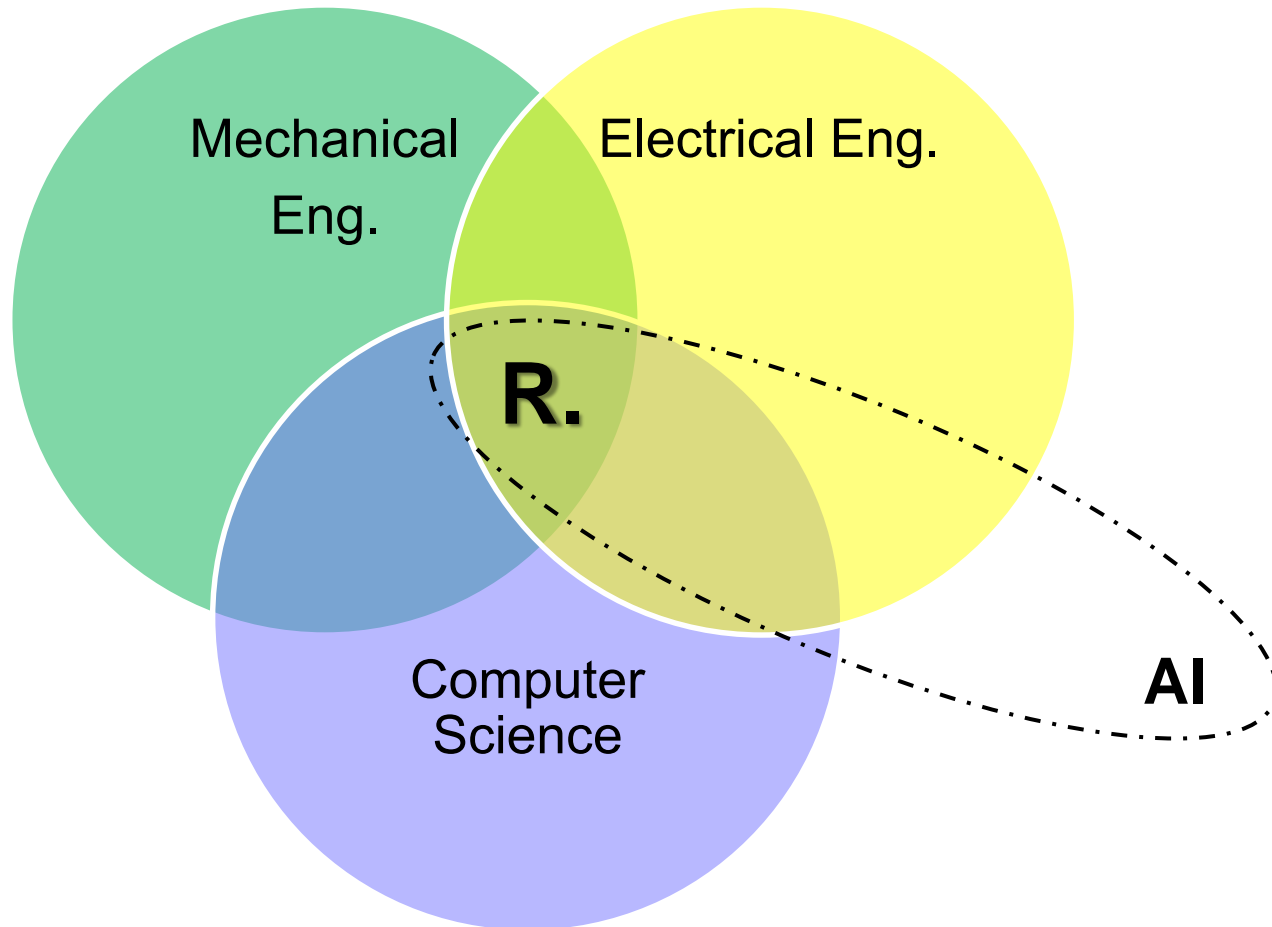 Mechanical
Eng.
Electrical Eng.
R.
Computer
Science
AI